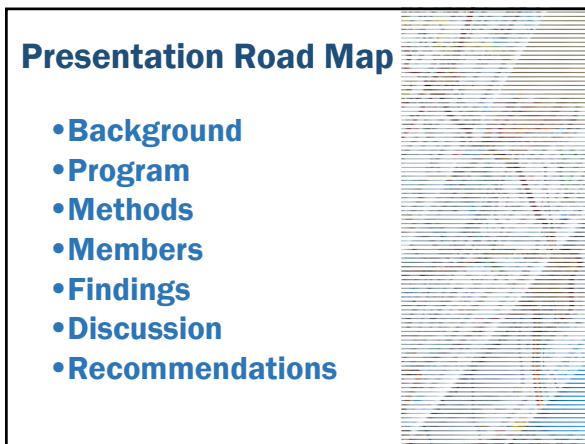 Presentation Road Map
•Background
•Program
•Methods
•Members
•Findings
•Discussion
•Recommendations